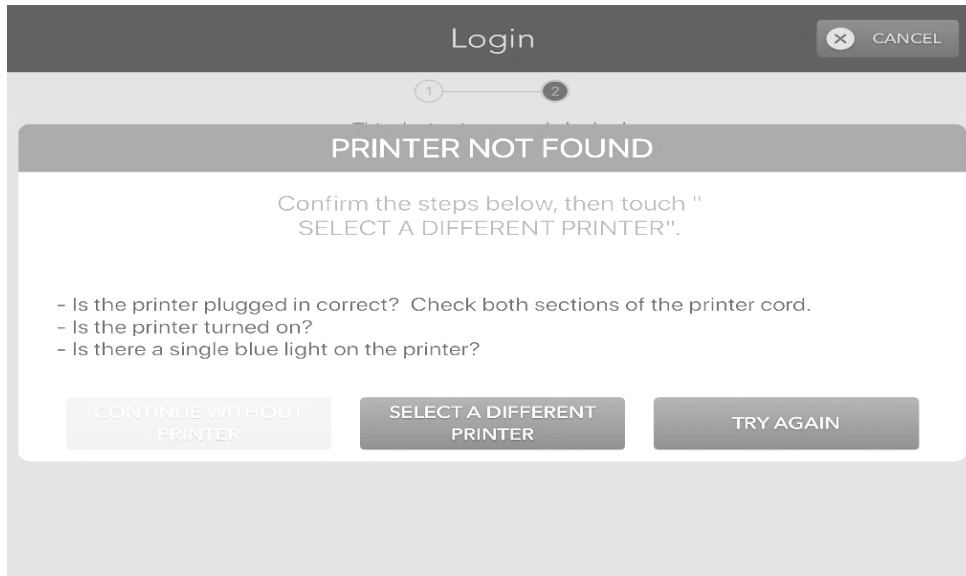 Login
CANCEL
1
2
PRINTER NOT FOUND
Confirm the steps below, then touch "
SELECT A DIFFERENT PRINTER".
- Is the printer plugged in correct? Check both sections of the printer cord.
- Is the printer turned on?
- Is there a single blue light on the printer?
CONTINUE WITHOUT
PRINTER
SELECT A DIFFERENT
PRINTER
TRY AGAIN